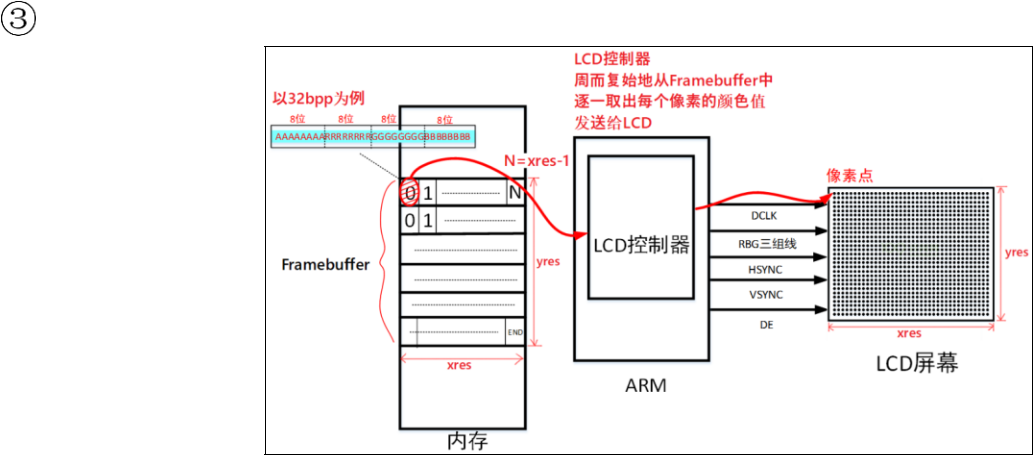 ③
LCD控制器
周而复始地从Framebuffer中
逐一取出每个像素的颜色值
发送给LCD
以32bpp为例
8位 8位 8位 8位
AAAAAAAARRRRRRRRGGGGGGGGBBBBBBBB
N=xres-1
像素点
0 1 N
0 1
DCLK
LCD控制器
RBG三组线
Framebuffer
yres
HSYNC
yres
VSYNC
END
DE
xres
xres
LCD屏幕
ARM
内存